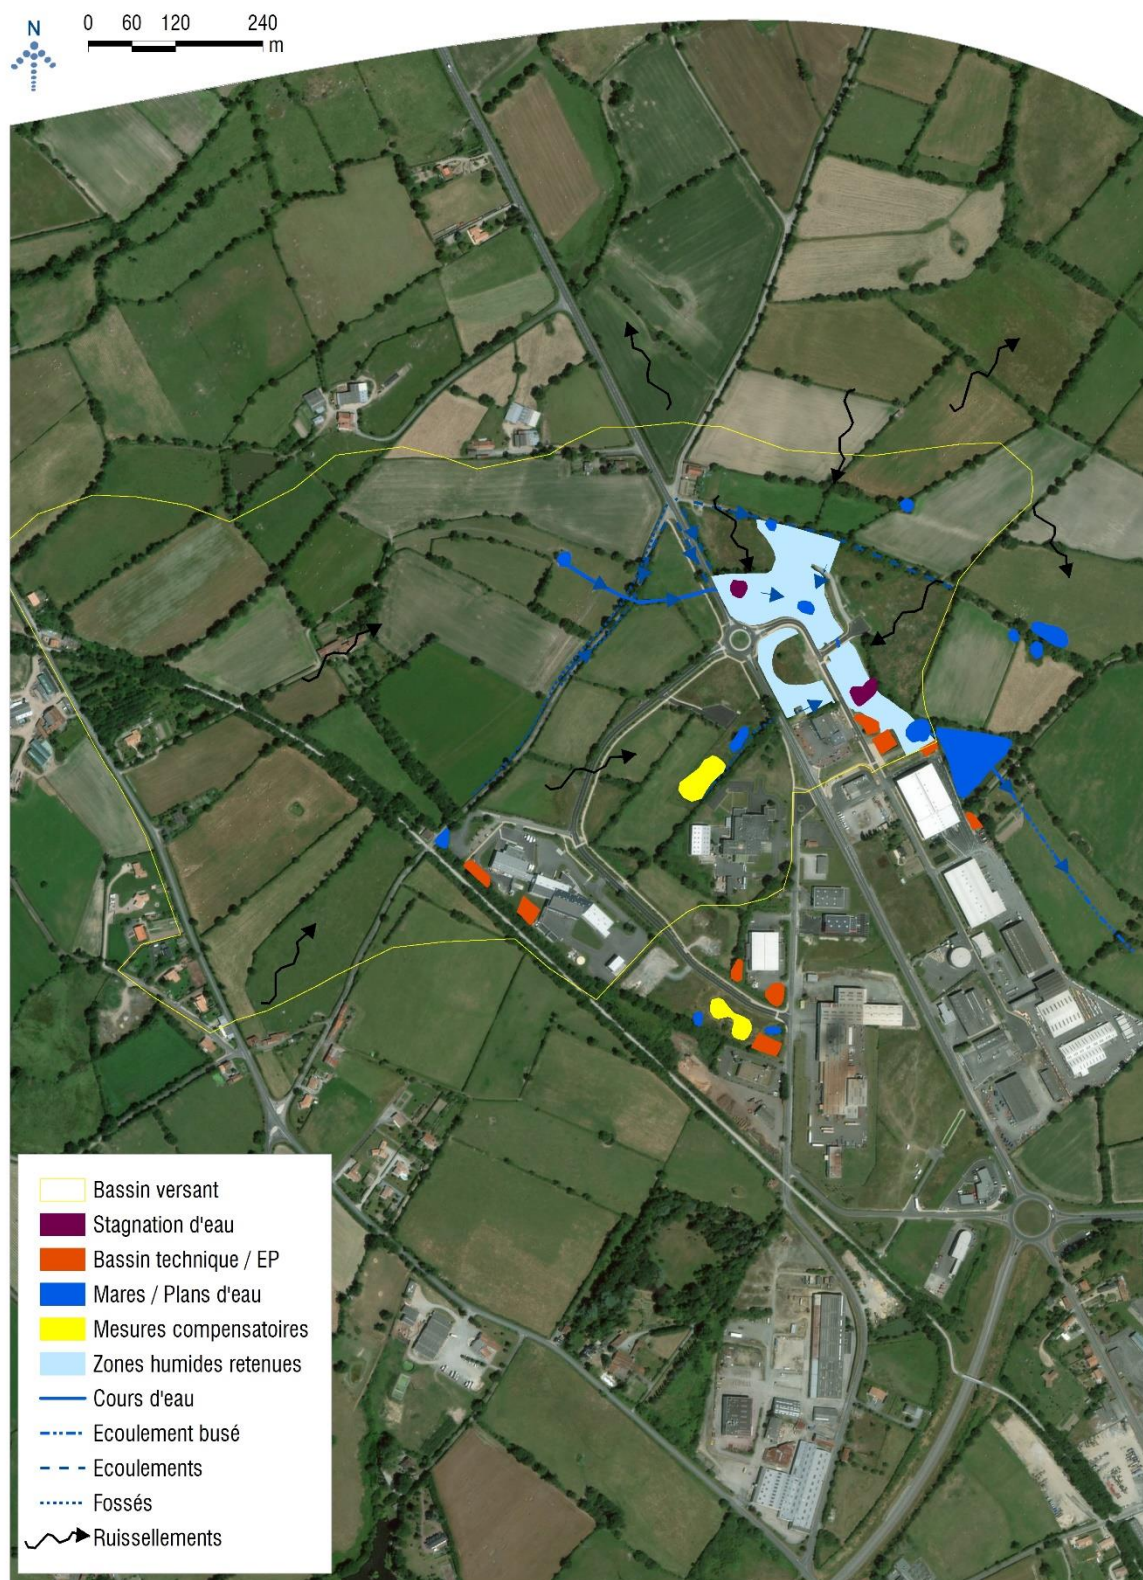 N
0 60 120 240
m
Bassin versant
Stagnation d'eau
Bassin technique / EP
Mares / Plans d'eau
Mesures compensatoires
Zones humides retenues
Cours d'eau
Ecoulement busé
Ecoulements
Fossés
Ruissellements